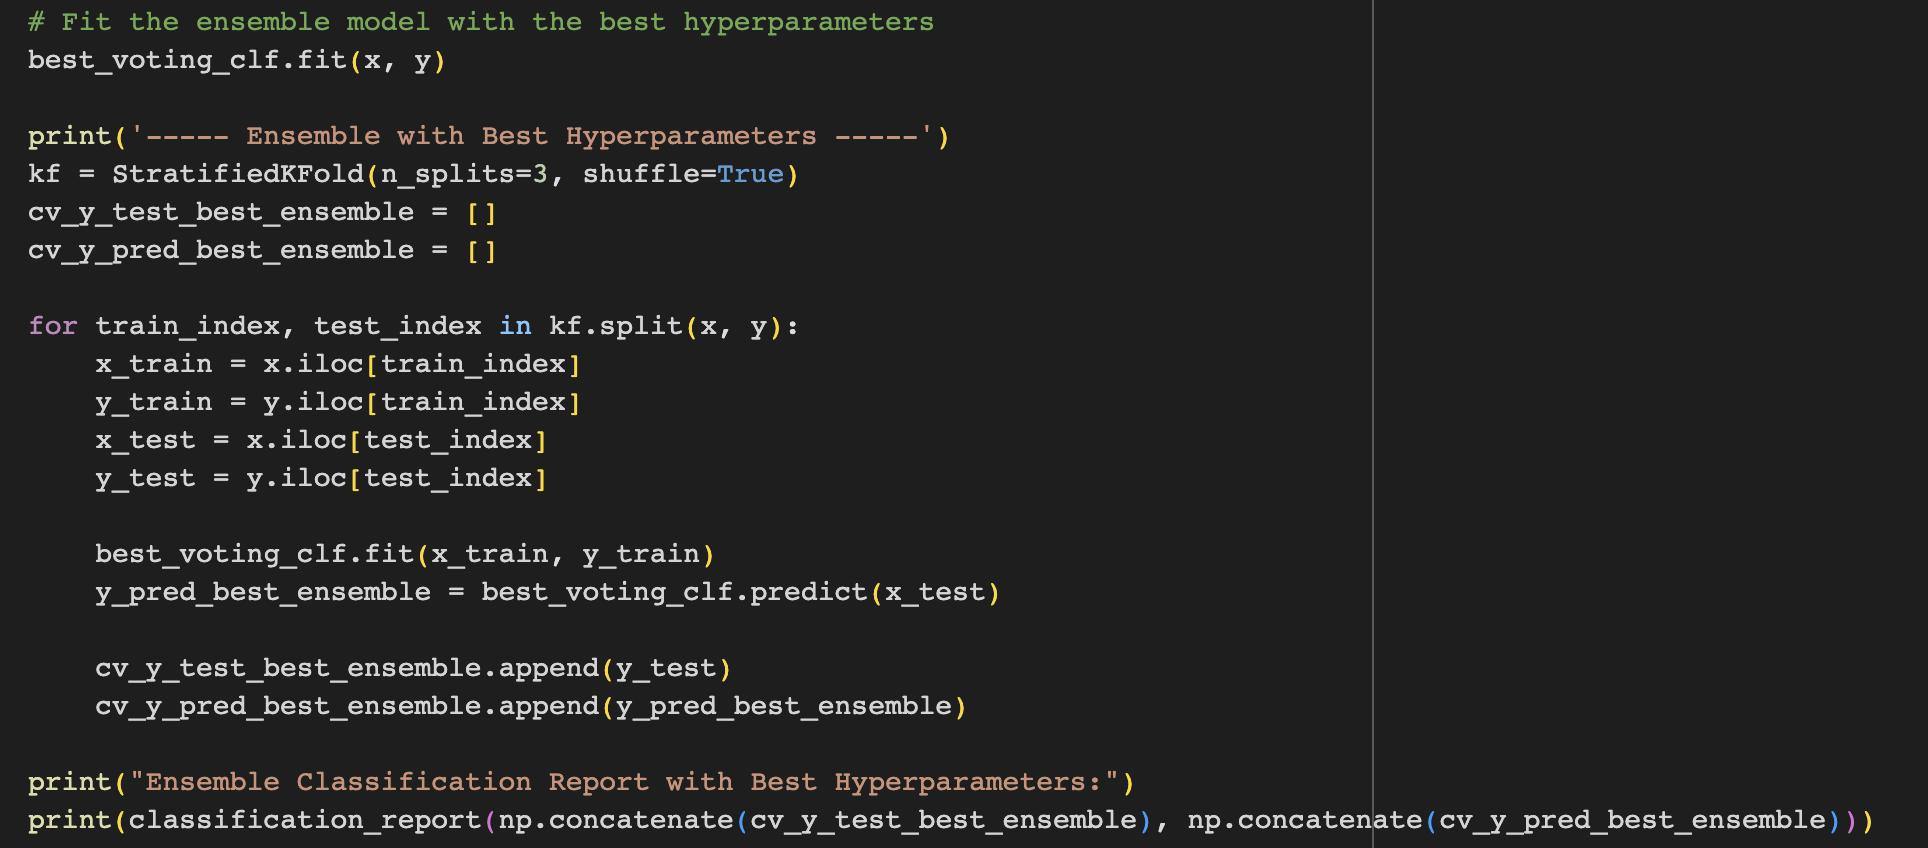 # Fit the ensemble model with the best hyperparameters
best_voting_clf.fit(x, y)
print('----- Ensemble with Best Hyperparameters -----')
kf = StratifiedKFold(n_splits=3, shuffle=True)
cv_y_test_best_ensemble = []
cv_y_pred_best_ensemble = []
for train_index, test_index in kf.split(x, y):
    x_train = x.iloc[train_index]
    y_train = y.iloc[train_index]
    x_test = x.iloc[test_index]
    y_test = y.iloc[test_index]
    best_voting_clf.fit(x_train, y_train)
    y_pred_best_ensemble = best_voting_clf.predict(x_test)
    cv_y_test_best_ensemble.append(y_test)
    cv_y_pred_best_ensemble.append(y_pred_best_ensemble)
print("Ensemble Classification Report with Best Hyperparameters:")
print(classification_report(np.concatenate(cv_y_test_best_ensemble), np.concatenate(cv_y_pred_best_ensemble)))